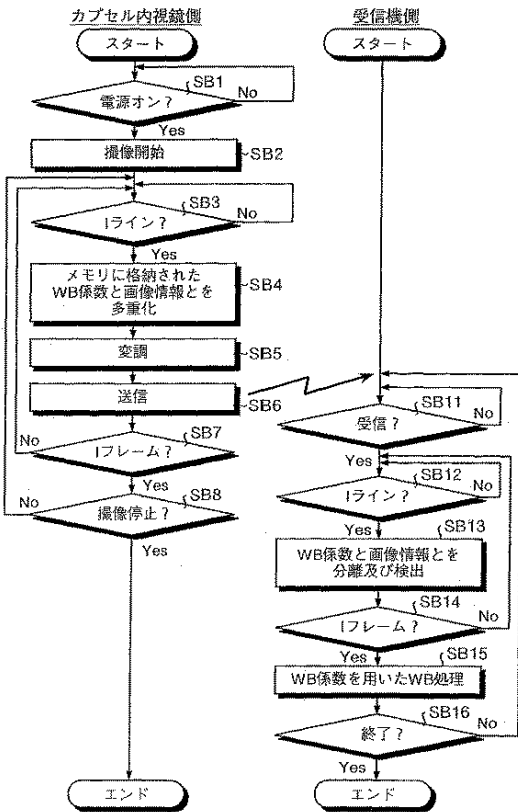 カプセル内視鏡側
スタート
SB1
電源オン？
No
Yes
撮像開始
SB2
SB3
Iライン？
No
Yes
メモリに格納された
WB係数と画像情報とを
多重化
SB4
変調
SB5
送信
SB6
SB7
No
Iフレーム？
Yes
SB8
No
撮像停止？
Yes
エンド
受信機側
スタート
SB11
受信？
No
Yes
SB12
Iライン？
No
Yes
SB13
WB係数と画像情報とを
分離及び検出
SB14
Iフレーム？
No
Yes
SB15
WB係数を用いたWB処理
SB16
終了？
No
Yes
エンド